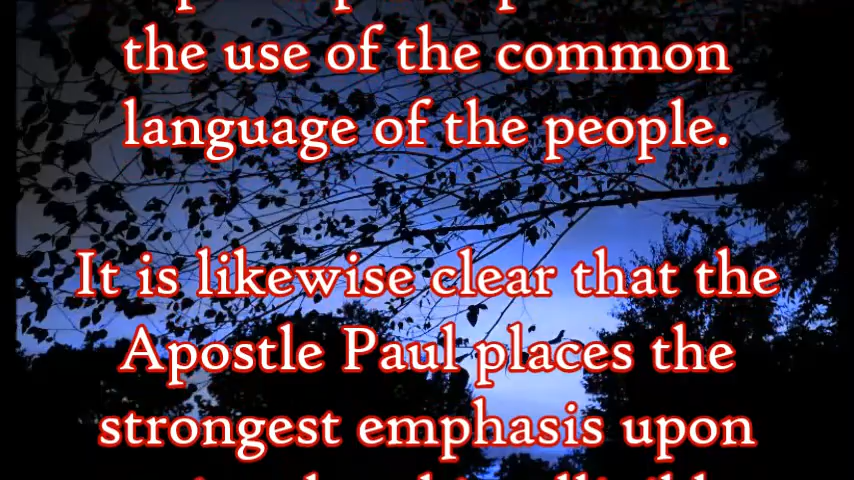 the use of the common
language of the people.
It is likewise clear that the
Apostle Paul places the
strongest emphasis upon